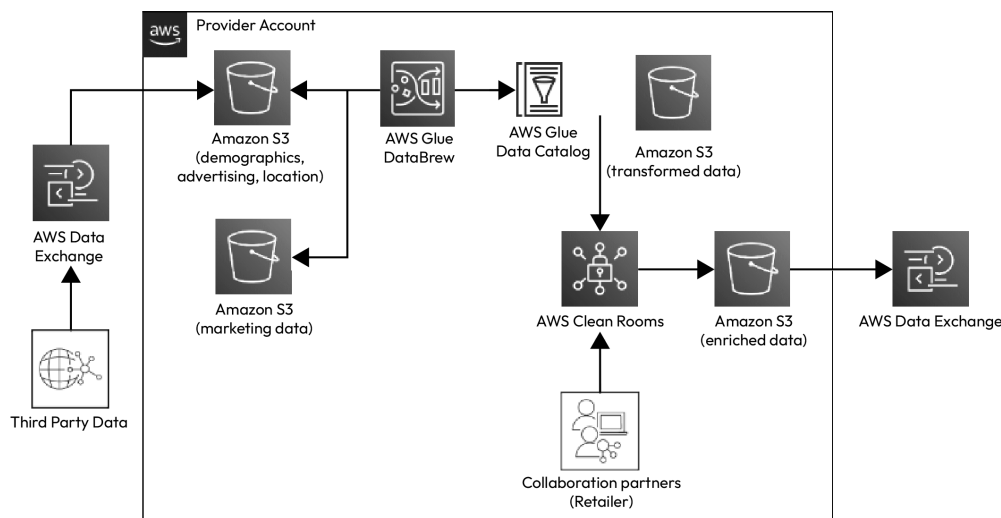 aws
Provider Account
Amazon S3
(demographics,
advertising, location)
AWS Glue
DataBrew
AWS Glue
Data Catalog
Amazon S3
(transformed data)
AWS Data
Exchange
Amazon S3
(marketing data)
AWS Clean Rooms
Amazon S3
(enriched data)
AWS Data Exchange
Third Party Data
Collaboration partners
(Retailer)